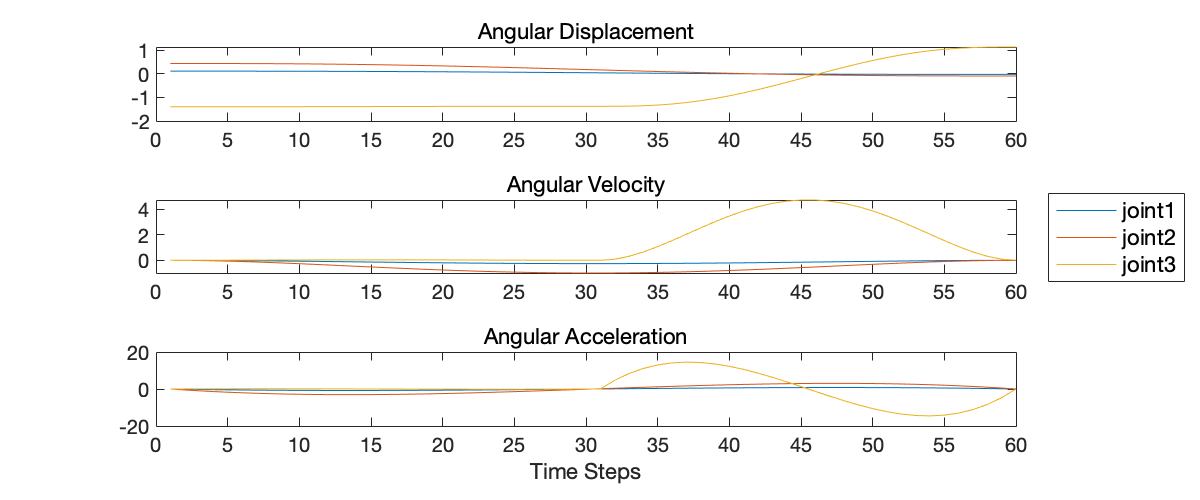 Angular Displacement
1
0
-1
-2
0 5 10 15 20 25 30 35 40 45 50 55 60
Angular Velocity
4
2
0
0 5 10 15 20 25 30 35 40 45 50 55 60
joint1
joint2
joint3
Angular Acceleration
20
0
-20
0 5 10 15 20 25 30 35 40 45 50 55 60
Time Steps